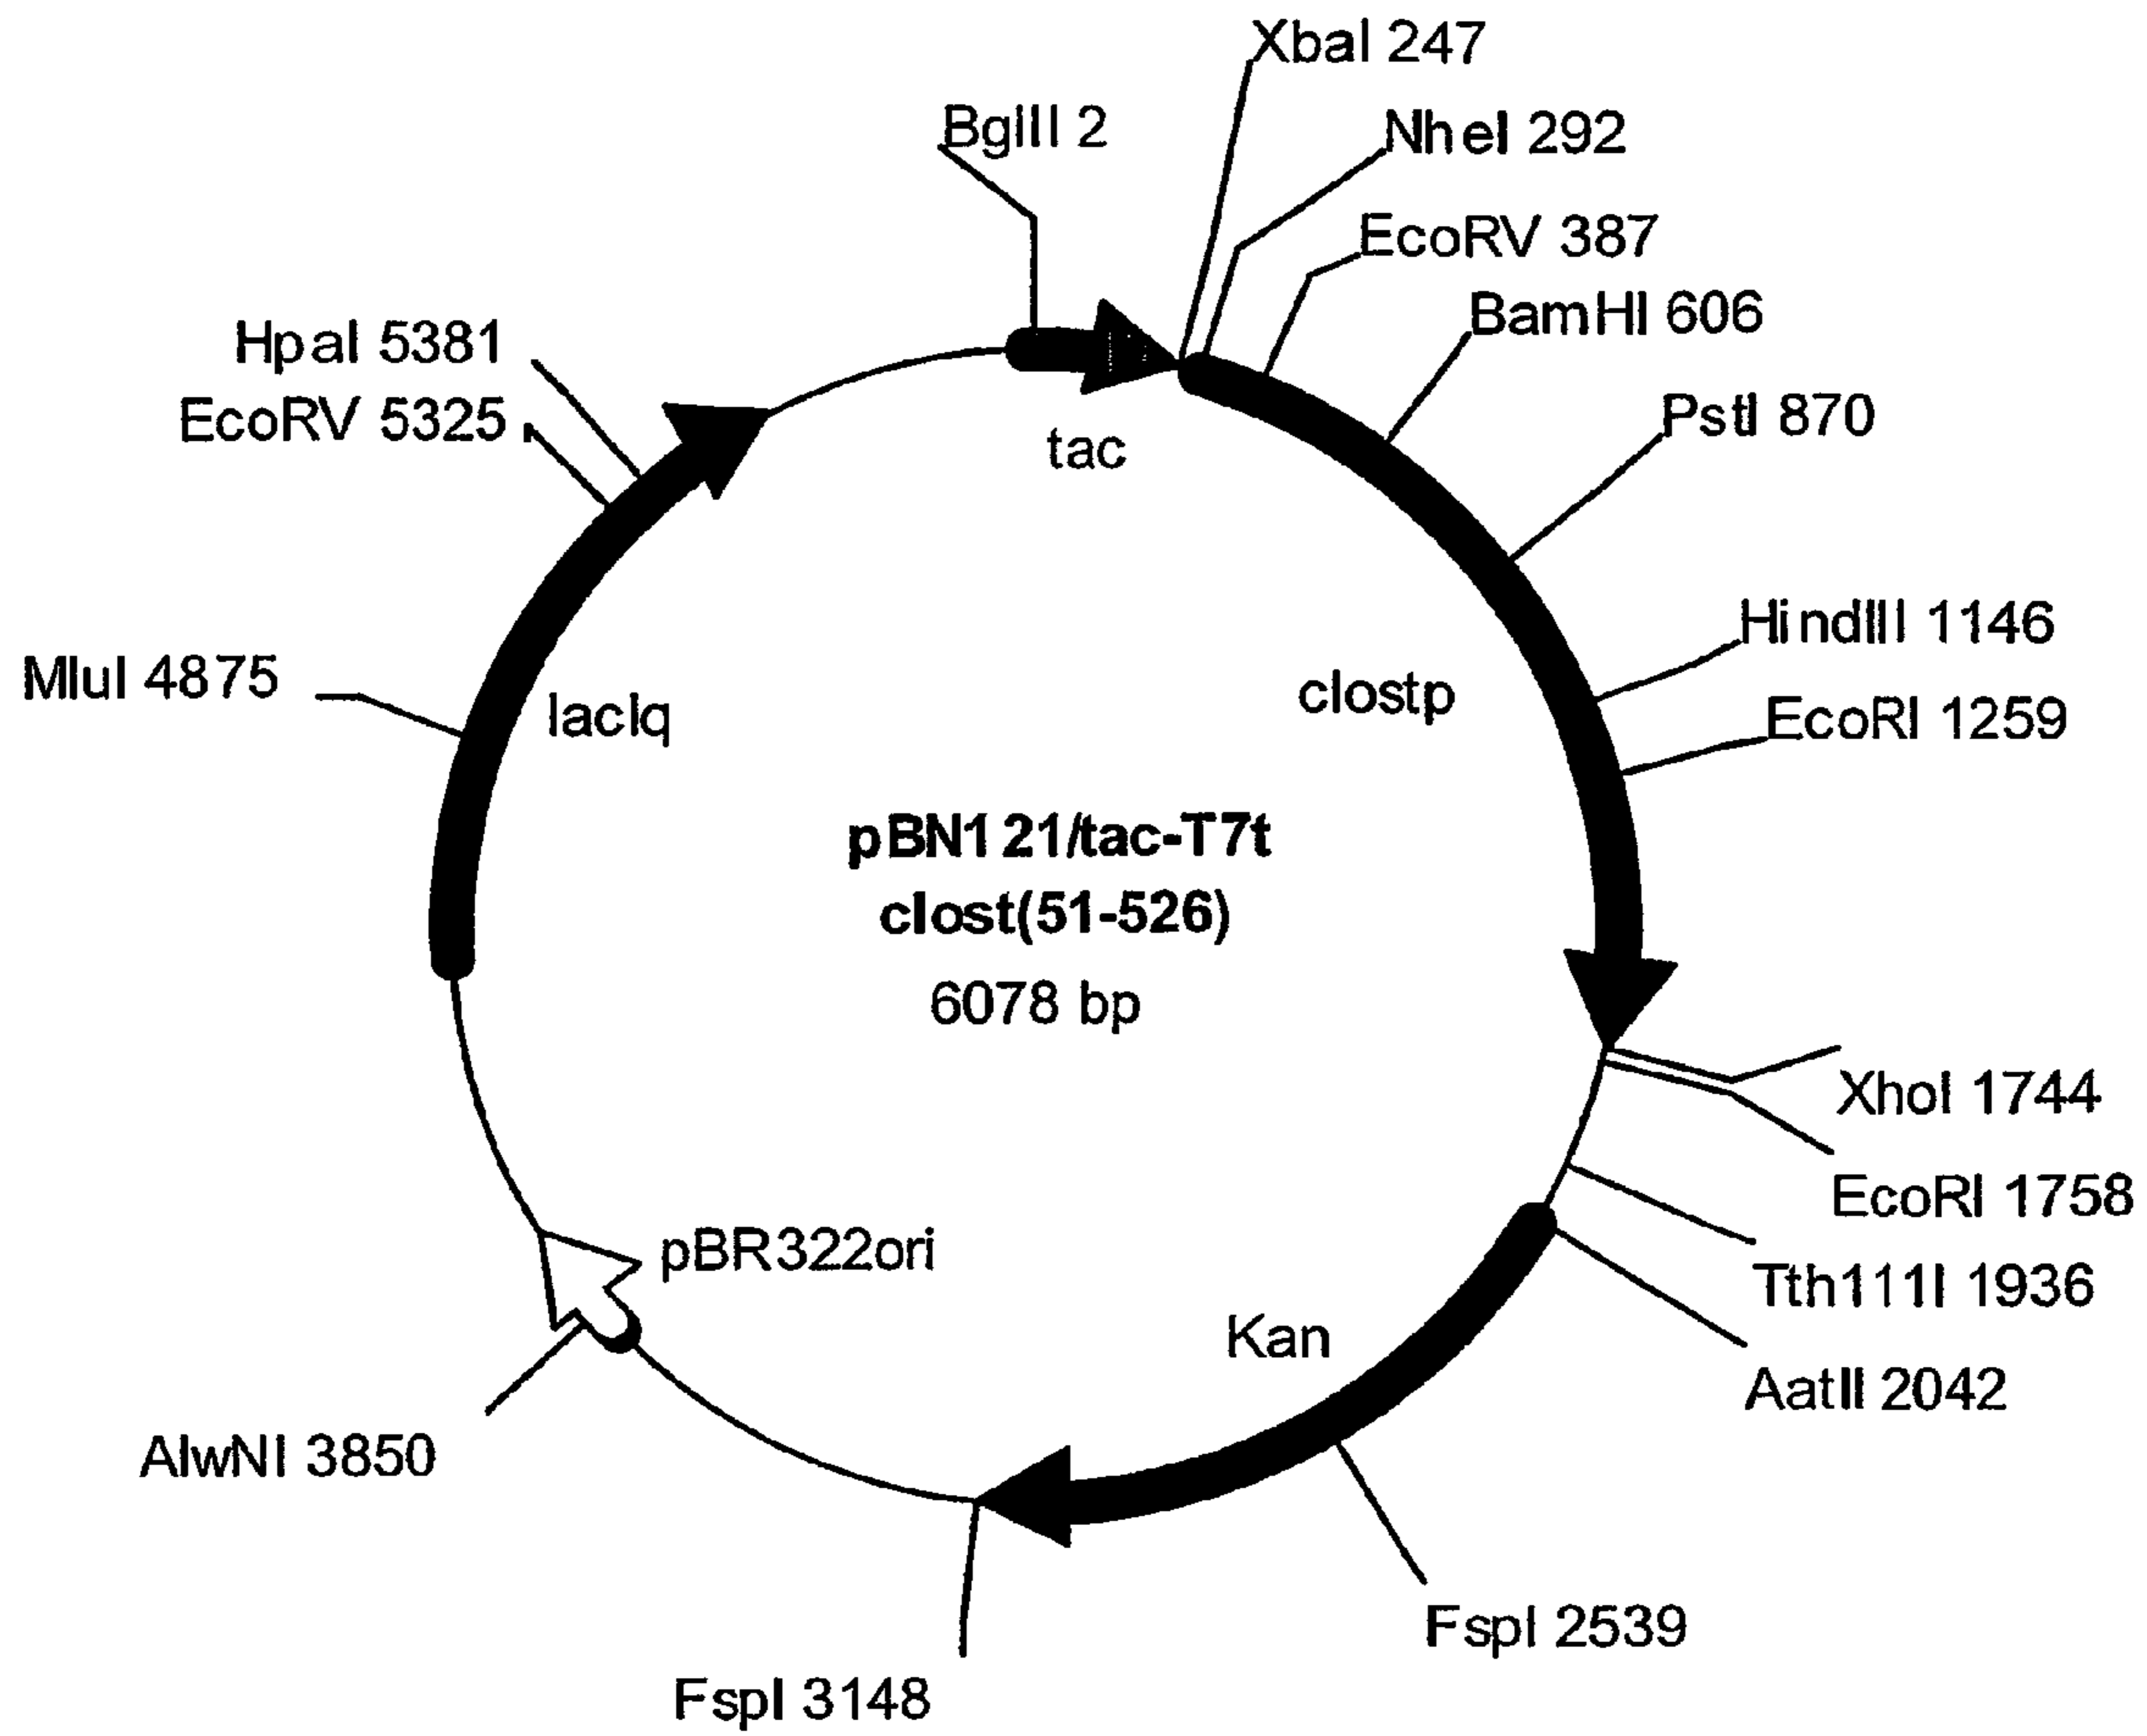 XbaI 247
BglII 2
NheI 292
EcoRV 387
BamHI 606
HpaI 5381
EcoRV 5325
PstI 870
tac
HindIII 1146
MluI 4875
lacIq
clostp
EcoRI 1259
pBN121/tac-T7t
clost(51-526)
6078 bp
XhoI 1744
EcoRI 1758
pBR322ori
Tth111I 1936
Kan
AatII 2042
AlwNI 3850
FspI 2539
FspI 3148